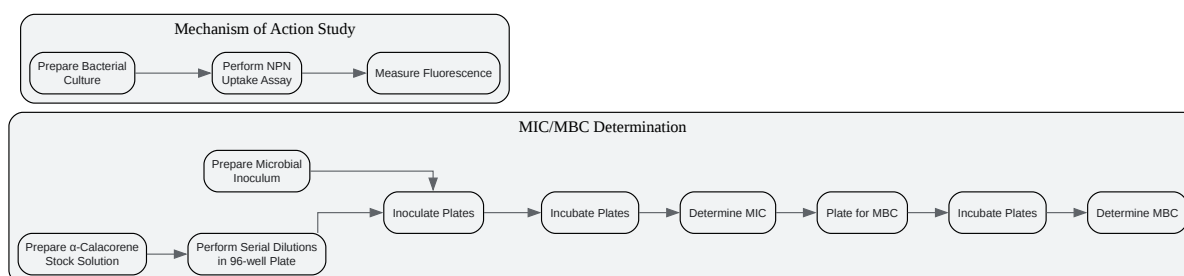 Mechanism of Action Study
Prepare Bacterial
Culture
Perform NPN
Uptake Assay
Measure Fluorescence
MIC/MBC Determination
Prepare Microbial
Inoculum
Prepare α-Calacorene
Stock Solution
Perform Serial Dilutions
in 96-well Plate
Inoculate Plates
Incubate Plates
Determine MIC
Plate for MBC
Incubate Plates
Determine MBC